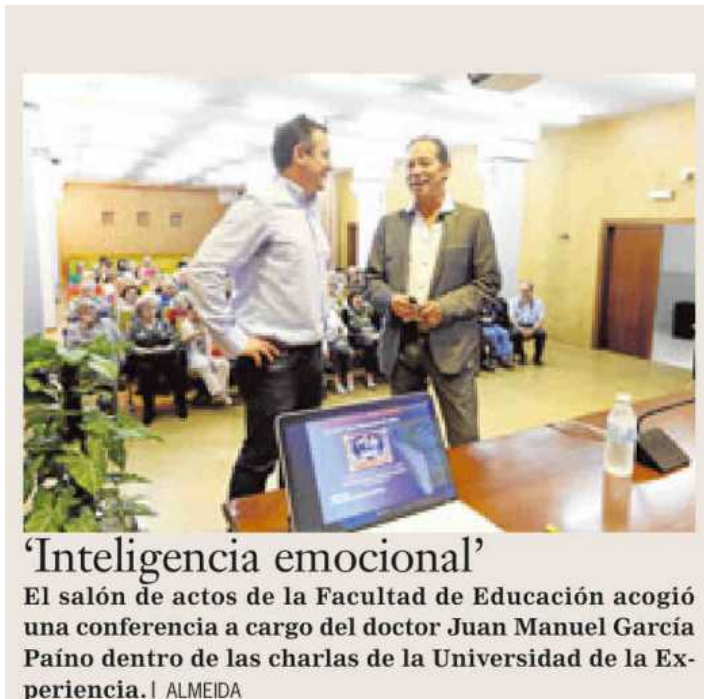 ‘Inteligencia emocional’
El salón de actos de la Facultad de Educación acogió
una conferencia a cargo del doctor Juan Manuel García
Paíno dentro de las charlas de la Universidad de la Ex-
periencia. | ALMEIDA